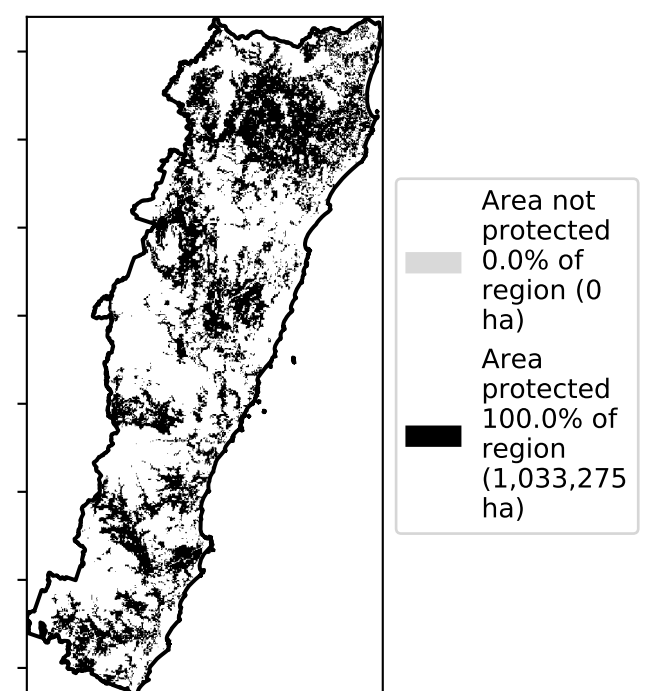 Area not
protected
0.0% of
region (0
ha)
Area
protected
100.0% of
region
(1,033,275
ha)